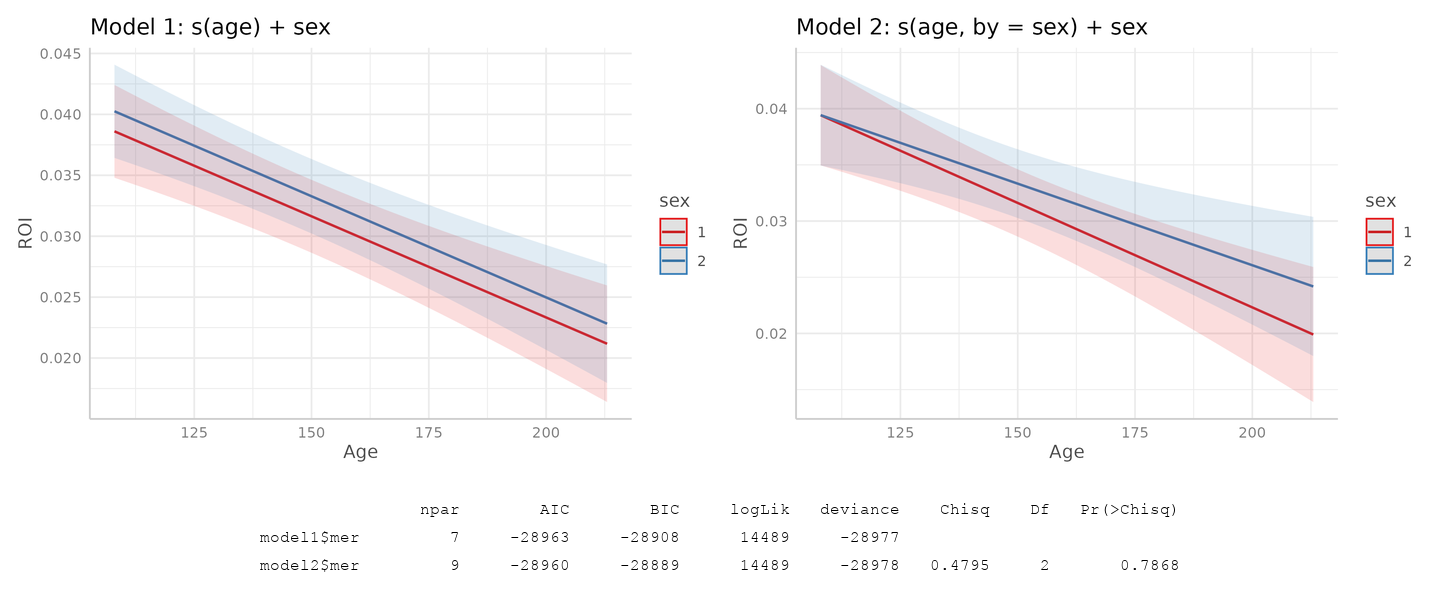 Model 1: s(age) + sex
0.045
0.040
0.035
0.030
0.025
0.020
ROI
125 150 175 200
Age
sex
1
2
Model 2: s(age, by = sex) + sex
0.04
0.03
0.02
ROI
125 150 175 200
Age
sex
1
2
npar AIC BIC logLik deviance Chisq Df Pr(>Chisq)
model1$mer 7 -28963 -28908 14489 -28977
model2$mer 9 -28960 -28889 14489 -28978 0.4795 2 0.7868